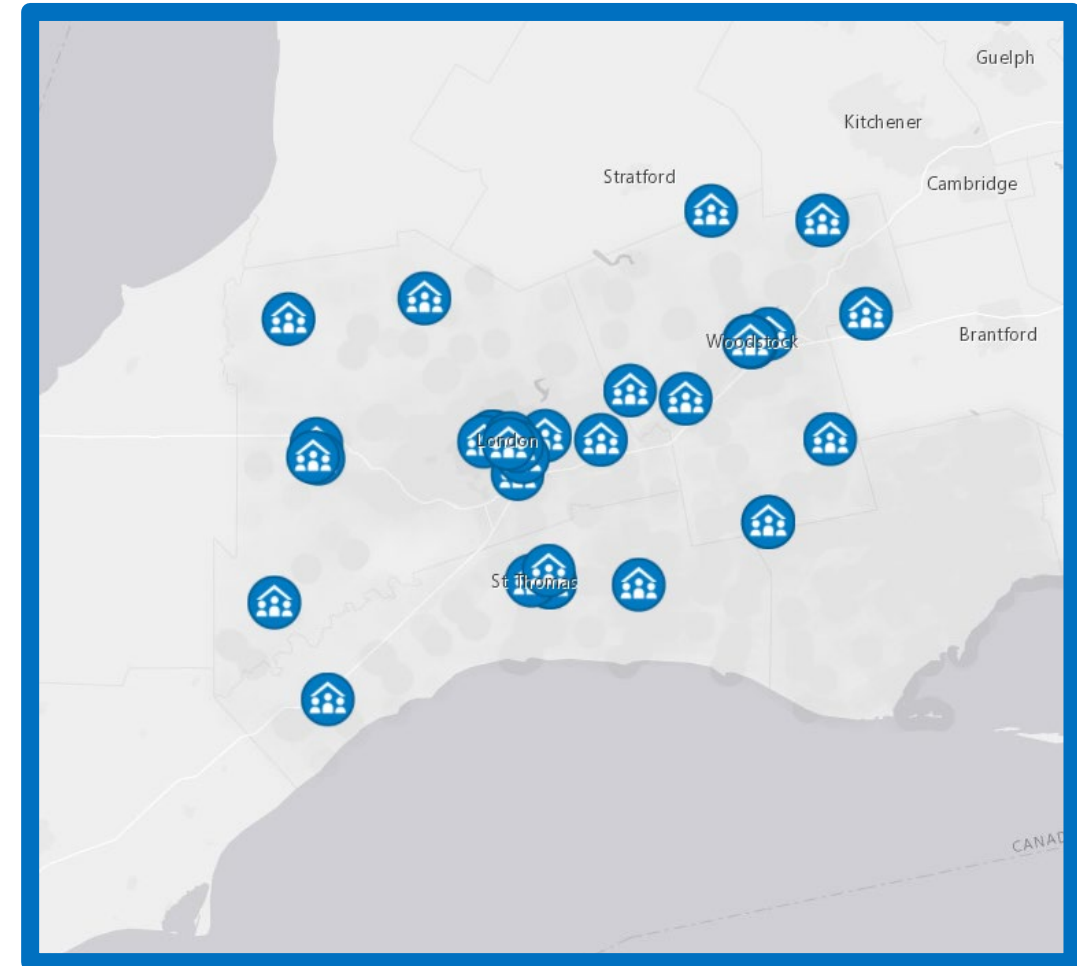 Guelph
Kitchener
Stratford
Cambridge
Woodstock
Brantford
London
St Thomas
CANAD